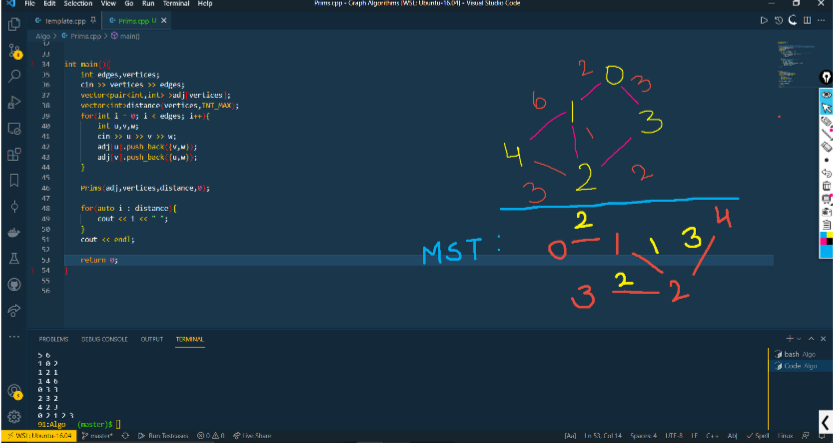 File Edit Selection View Go Run Terminal Help
Prims.cpp - Graph Algorithms [WSL: Ubuntu-16.04] - Visual Studio Code
template.cpp Prims.cpp U
Algo > Prims.cpp > main()
33
34 int main(){
35 int edges,vertices;
36 cin >> vertices >> edges;
37 vector<pair<int,int> >adj[vertices];
38 vector<int>distance(vertices,INT_MAX);
39 for(int i = 0; i < edges; i++){
40 int u,v,w;
41 cin >> u >> v >> w;
42 adj[u].push_back({v,w});
43 adj[v].push_back({u,w});
44 }
45
46 Prims(adj,vertices,distance,0);
47
48 for(auto i : distance){
49 cout << i << " ";
50 }
51 cout << endl;
52
53 return 0;
54 }
55
56
2 0 3
6 1 3
1
4 2 2
3
2 4
MST : 0 1 1 3
3 2 2
PROBLEMS DEBUG CONSOLE OUTPUT TERMINAL
bash Algo
Code Algo
5 6
1 0 2
1 2 1
1 4 6
0 3 3
2 3 2
4 2 3
0 2 1 2 3
91:Algo (master)$
WSL: Ubuntu-16.04 master* Run Testcases 0 0 Live Share
[Aa] Ln 53, Col 14 Spaces: 4 UTF-8 LF C++ Abl Spell Linux